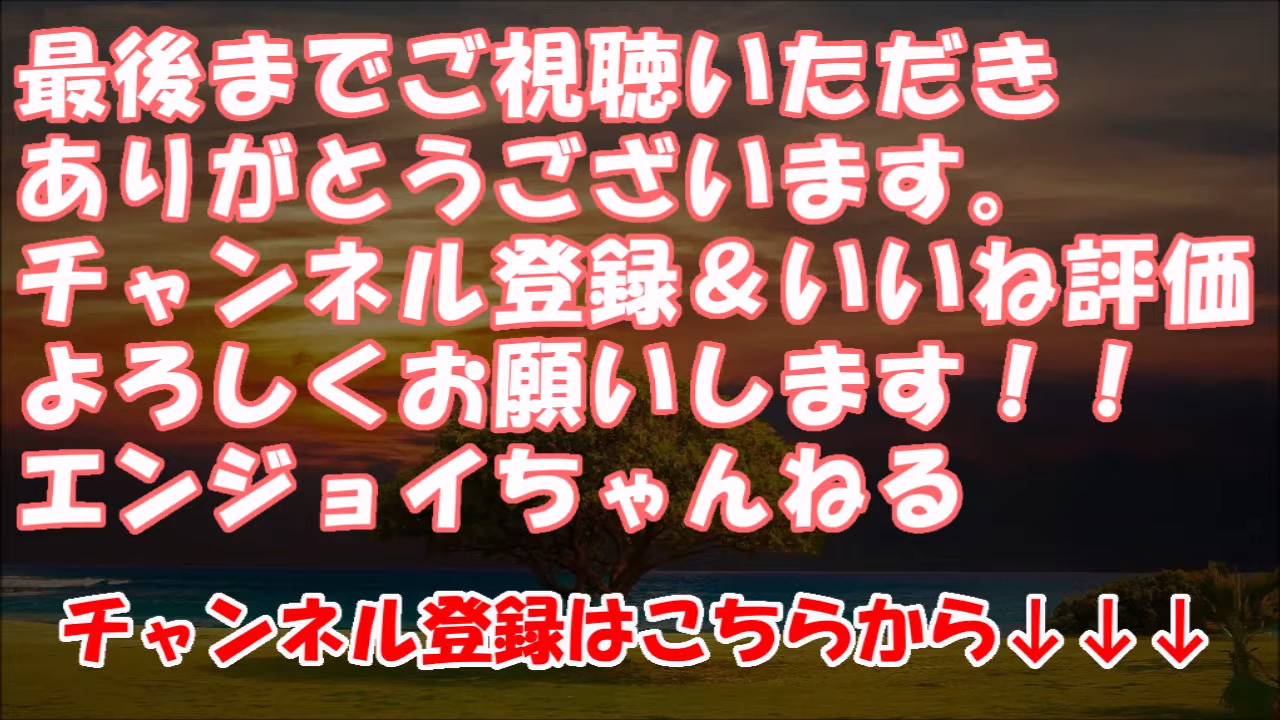 最後までご視聴いただき
ありがとうございます。
チャンネル登録＆いいね評価
よろしくお願いします！！
エンジョイちゃんねる
チャンネル登録はこちらから↓↓↓